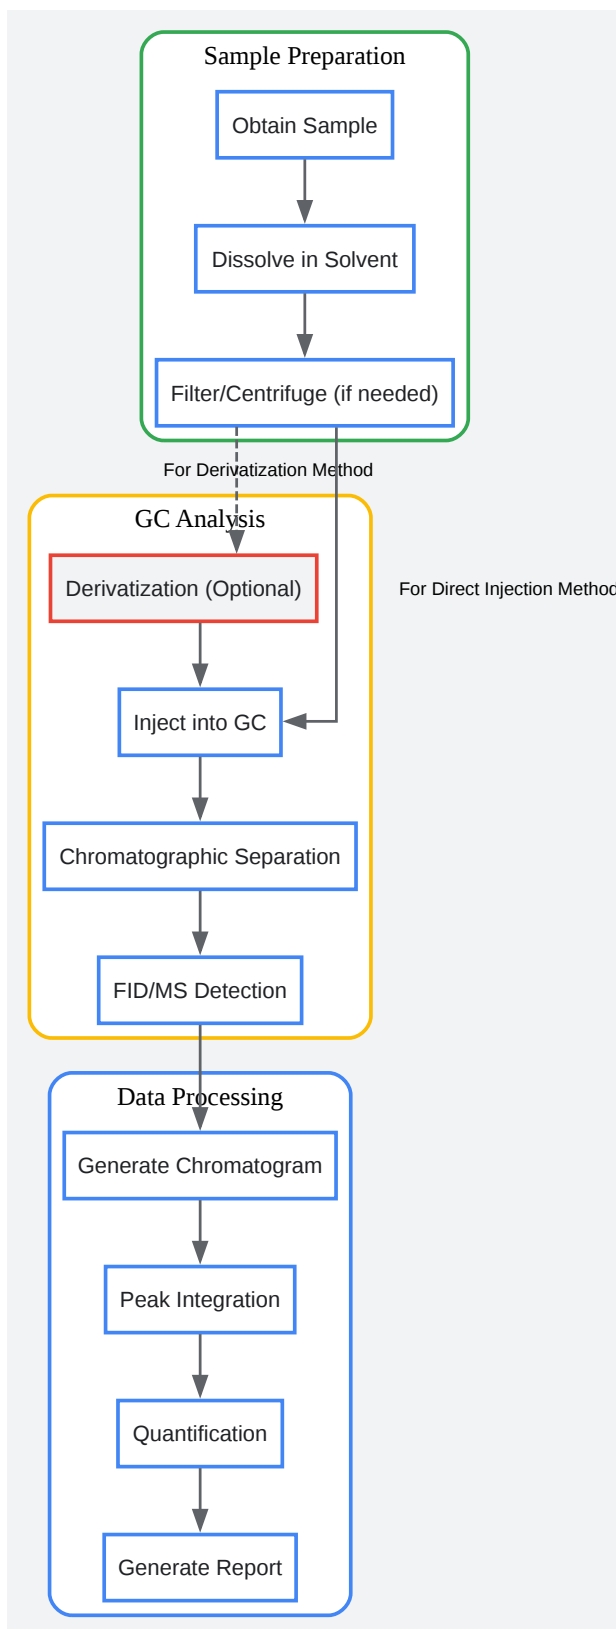 Sample Preparation
Obtain Sample
Dissolve in Solvent
Filter/Centrifuge (if needed)
For Derivatization Method
GC Analysis
Derivatization (Optional)
For Direct Injection Method
Inject into GC
Chromatographic Separation
FID/MS Detection
Data Processing
Generate Chromatogram
Peak Integration
Quantification
Generate Report